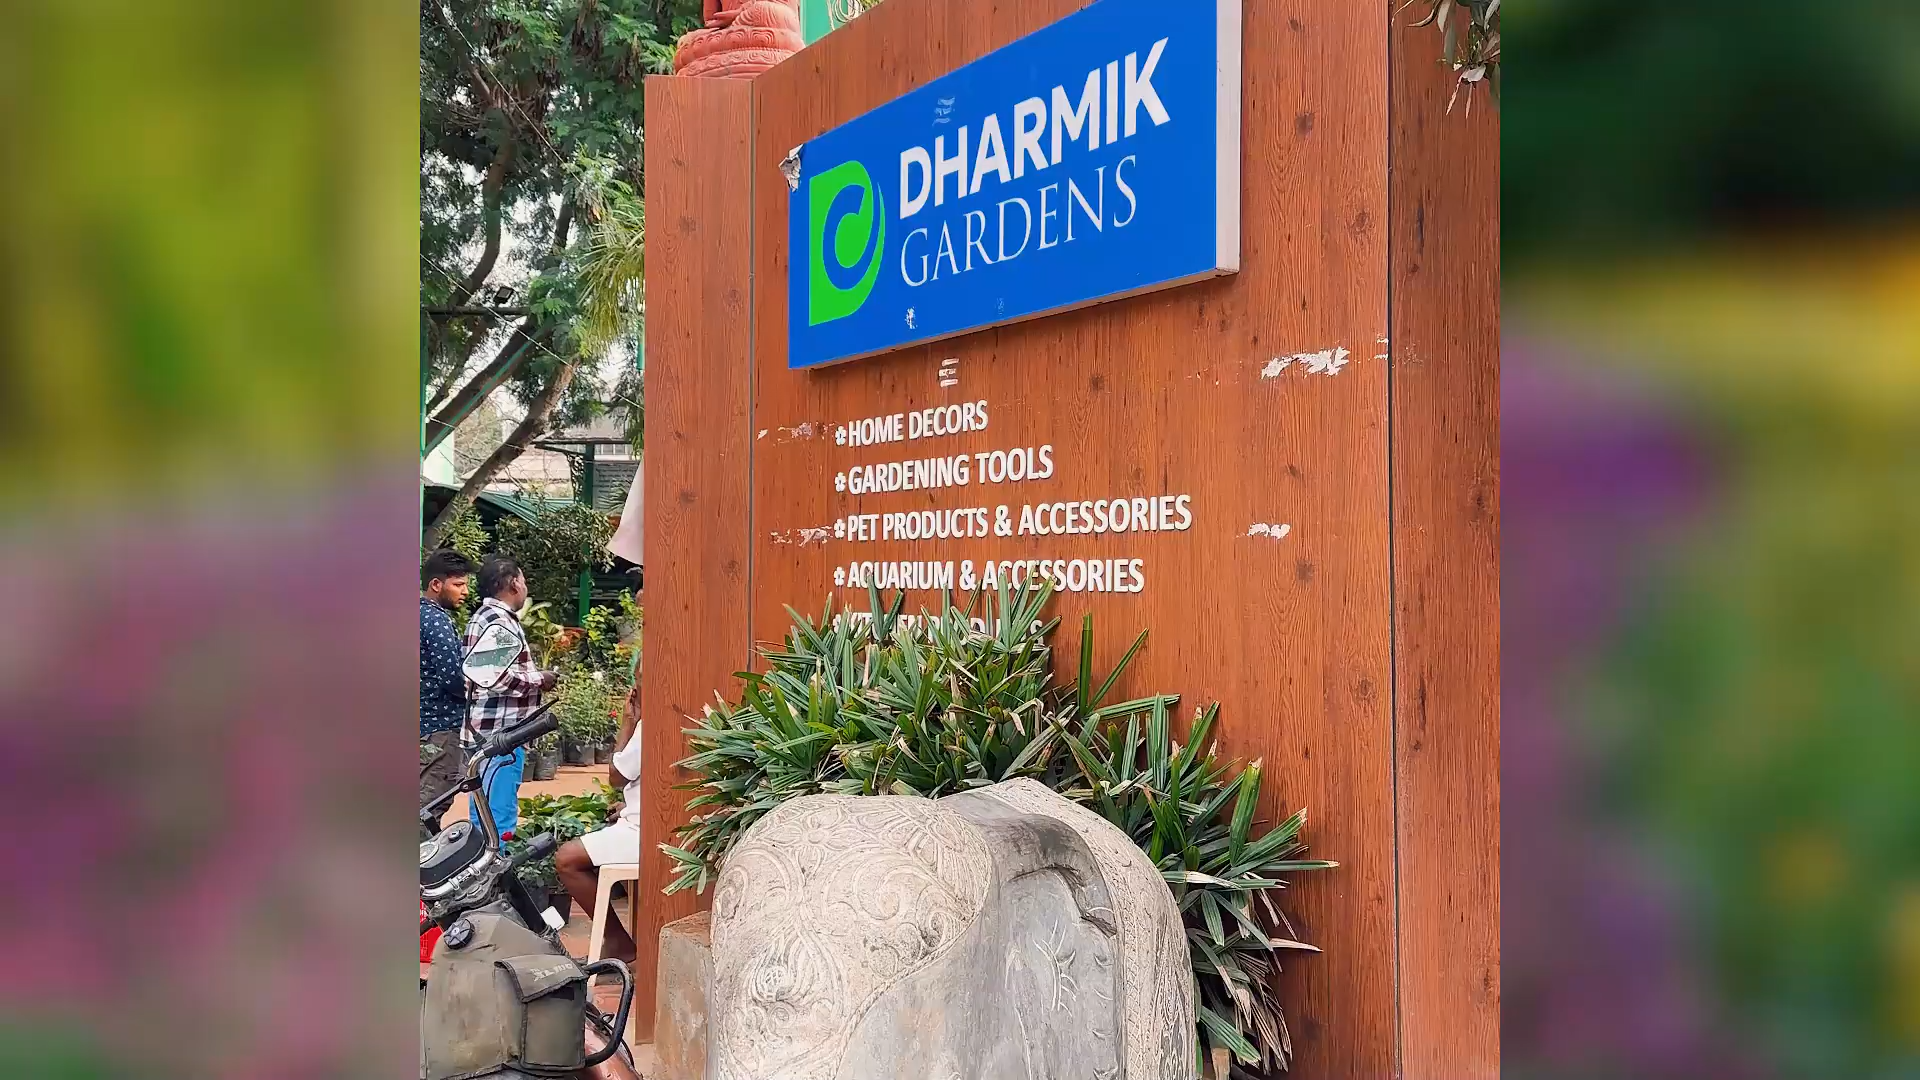 DHARMIK
GARDENS
HOME DECORS
GARDENING TOOLS
PET PRODUCTS & ACCESSORIES
AQUARIUM & ACCESSORIES